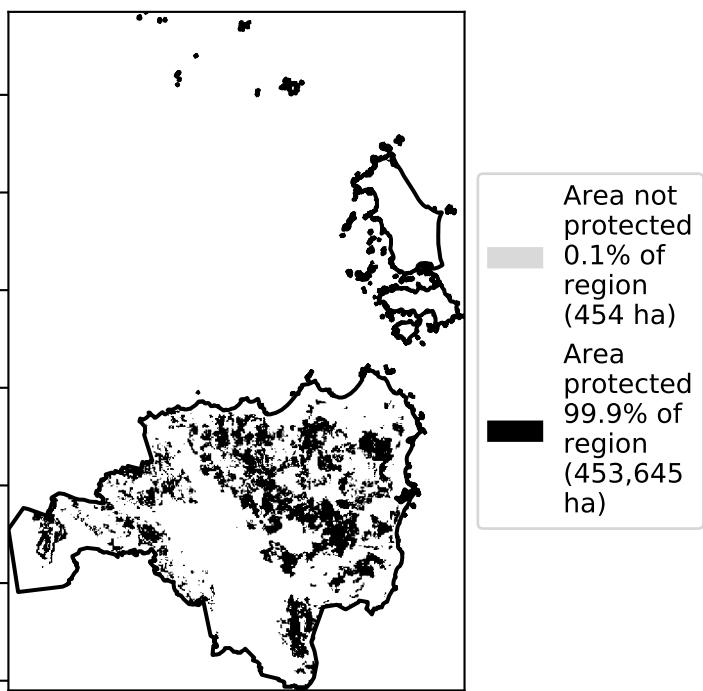 Area not
protected
0.1% of
region
(454 ha)
Area
protected
99.9% of
region
(453,645
ha)